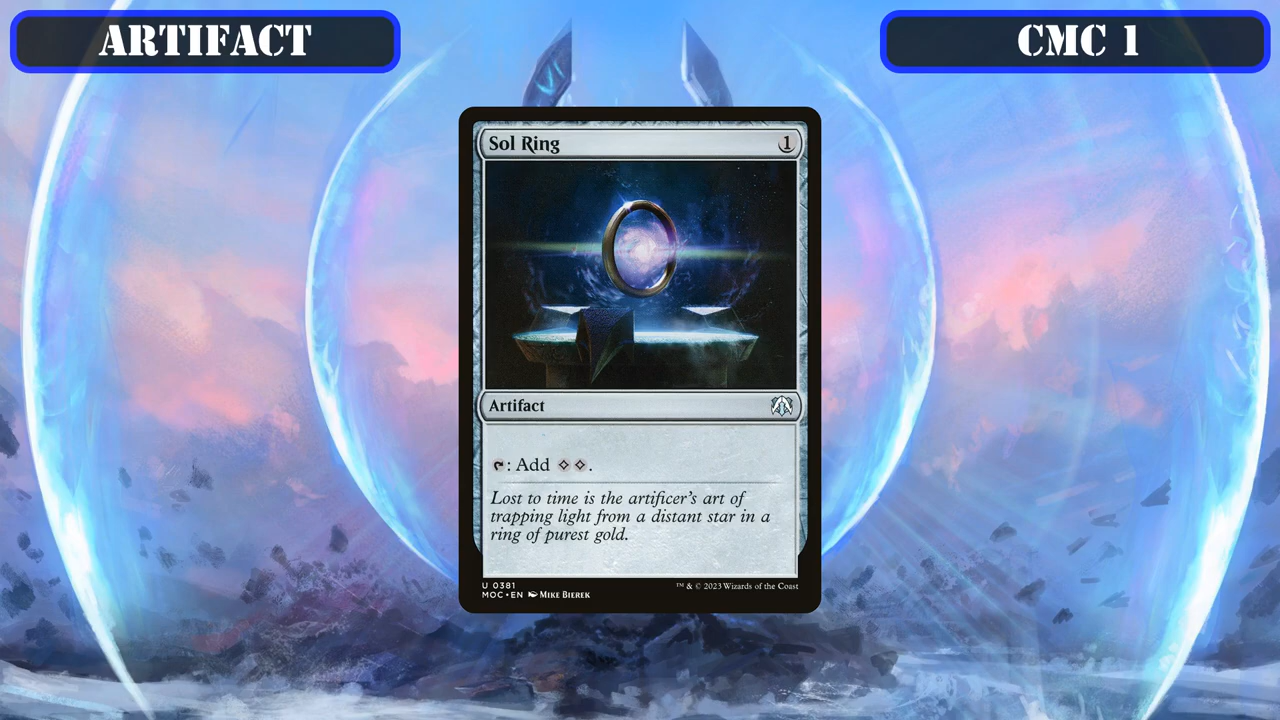 ARTIFACT
CMC 1
Sol Ring 1
Artifact
: Add .
Lost to time is the artificer's art of
trapping light from a distant star in a
ring of purest gold.
U 0381
MOC • EN Mike Bierek
™ & © 2023 Wizards of the Coast